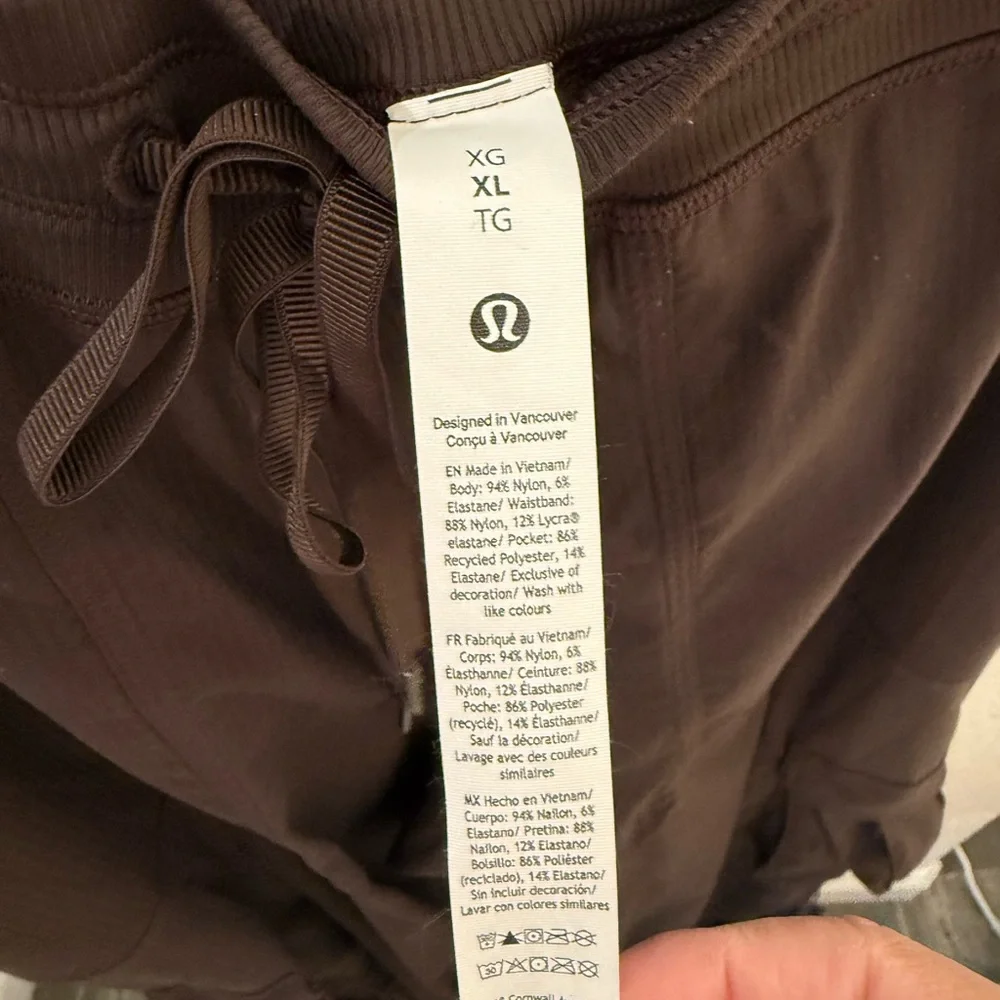 XG
XL
TG
Designed in Vancouver
Conçu à Vancouver
EN Made in Vietnam/
Body: 94% Nylon, 6%
Elastane/ Waistband:
88% Nylon, 12% Lycra®
elastane/ Pocket: 86%
Recycled Polyester, 14%
Elastane/ Exclusive of
decoration/ Wash with
like colours
FR Fabriqué au Vietnam/
Corps: 94% Nylon, 6%
Élasthanne/ Ceinture: 88%
Nylon, 12% Élasthanne/
Poche: 86% Polyester
(recyclé), 14% Élasthanne/
Sauf la décoration/
Lavage avec des couleurs
similaires
MX Hecho en Vietnam/
Cuerpo: 94% Nailon, 6%
Elastano/ Pretina: 88%
Nailon, 12% Elastano/
Bolsillo: 86% Poliéster
(reciclado), 14% Elastano/
Sin incluir decoración/
Lavar con colores similares
30
Cornwall